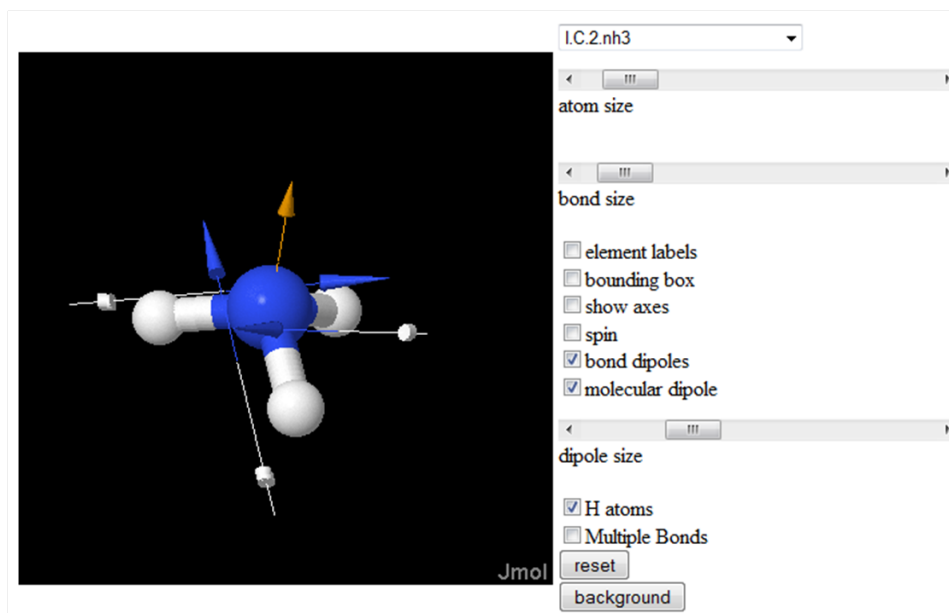 I.C.2.nh3
atom size
bond size
element labels
bounding box
show axes
spin
bond dipoles
molecular dipole
dipole size
H atoms
Multiple Bonds
reset
background
Jmol